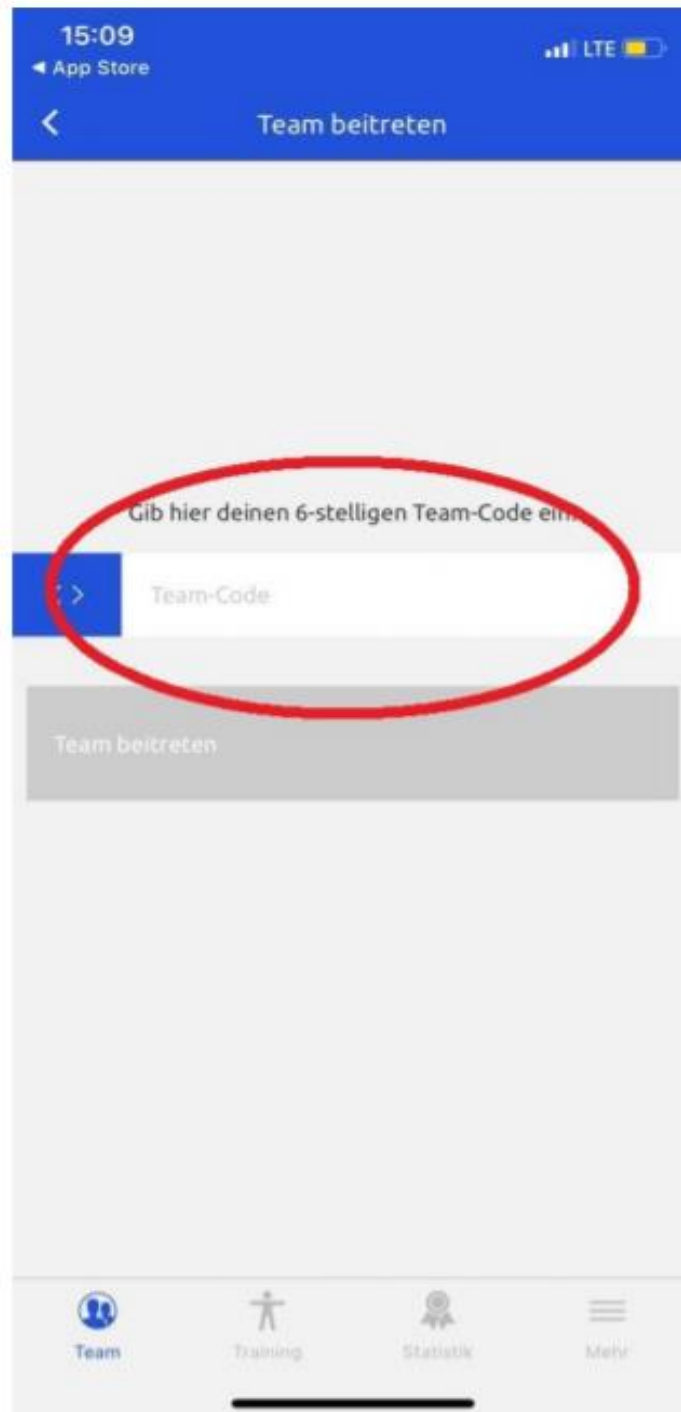 15:09
LTE
◄ App Store
Team beitreten
Gib hier deinen 6-stelligen Team-Code ein.
Team-Code
Team beitreten
Team
Training
Statistik
Mehr